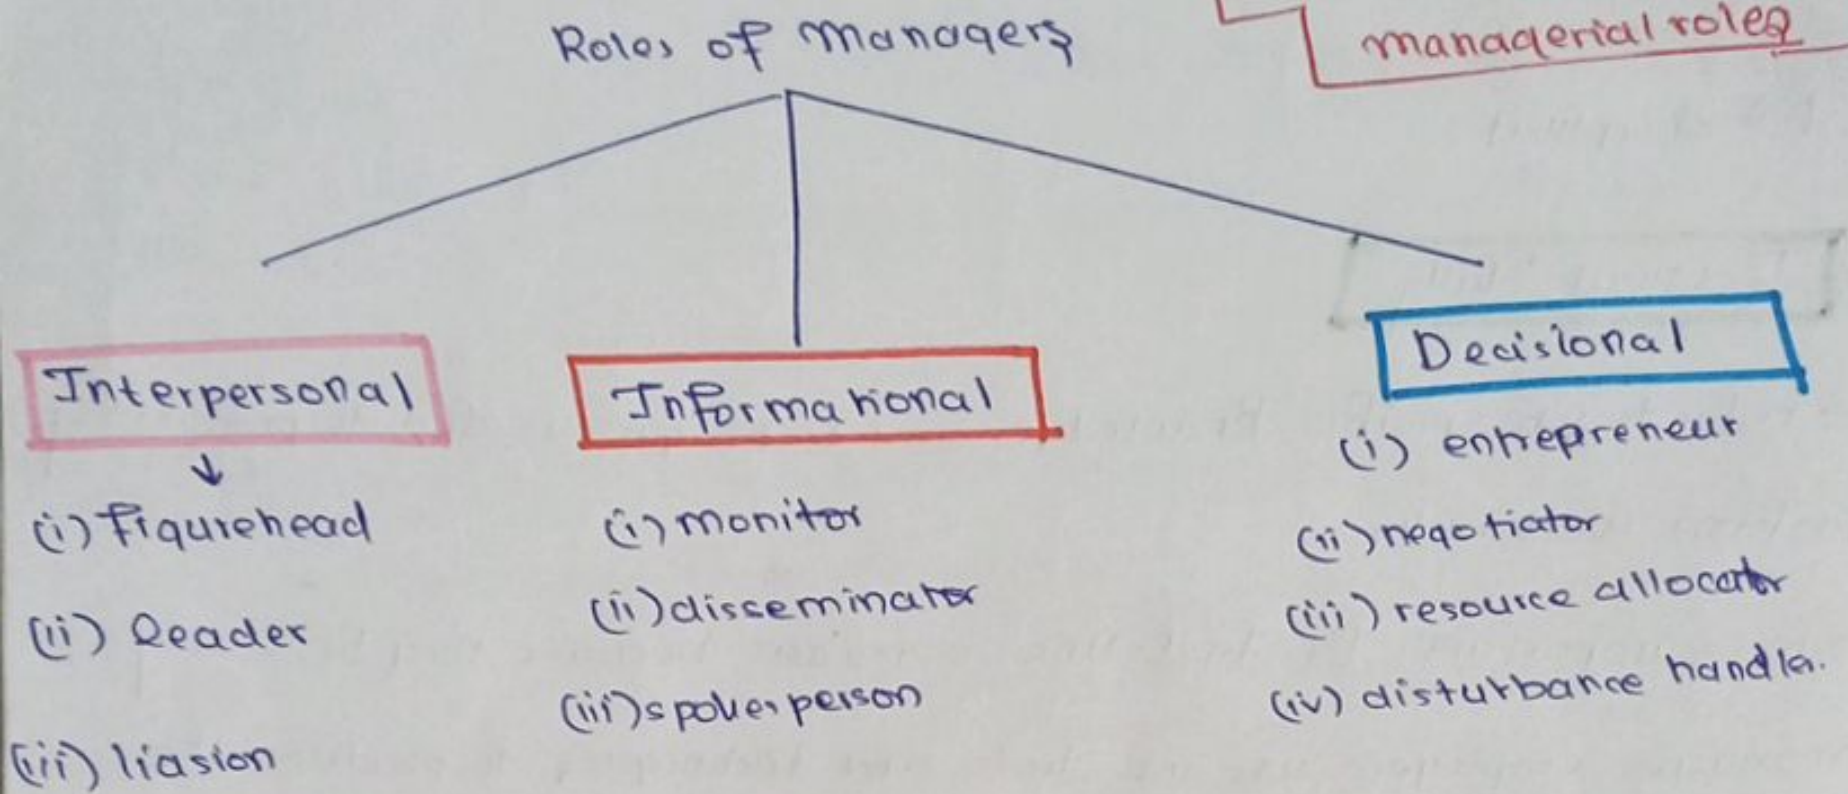 Roles of Managers
managerial roles
Interpersonal
(i) figurehead
(ii) leader
(iii) liasion
Informational
(i) monitor
(ii) disseminator
(iii) spokesperson
Decisional
(i) entrepreneur
(ii) negotiator
(iii) resource allocator
(iv) disturbance handler.